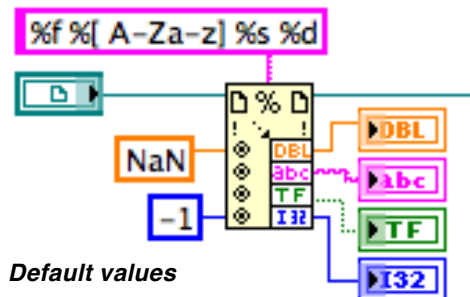 %f %[ A-Za-z] %s %d
%
!
!
DBL
DBL
NaN
abc
abc
TF
TF
-1
I32
I32
Default values